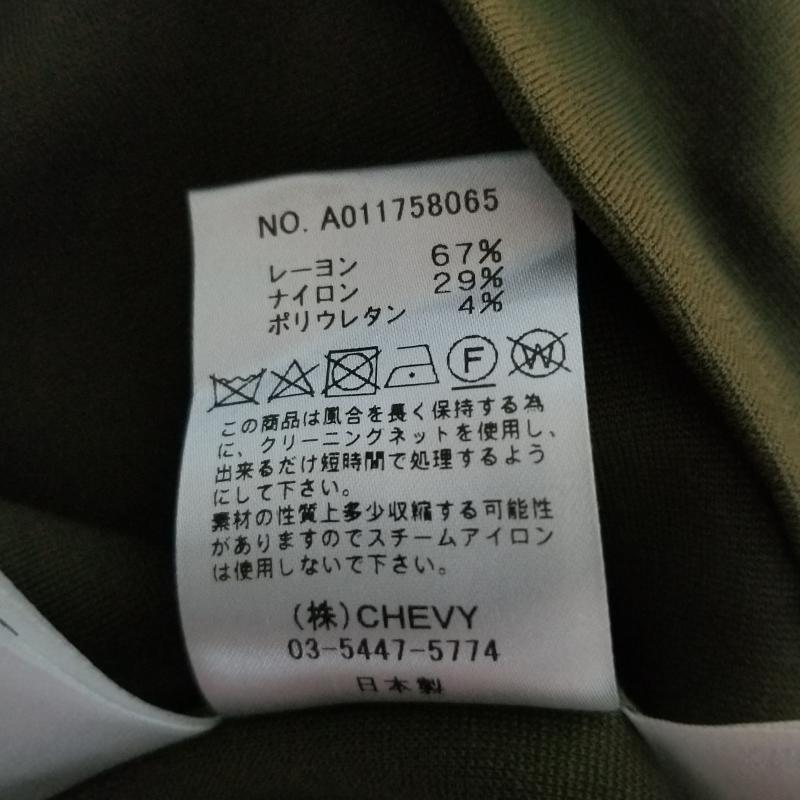 NO. A011758065
レーヨン 67%
ナイロン 29%
ポリウレタン 4%
F W
この商品は風合を長く保持する為
に、クリーニングネットを使用し、
出来るだけ短時間で処理するよう
にして下さい。
素材の性質上多少収縮する可能性
がありますのでスチームアイロン
は使用しないで下さい。
(株)CHEVY
03-5447-5774
日本製